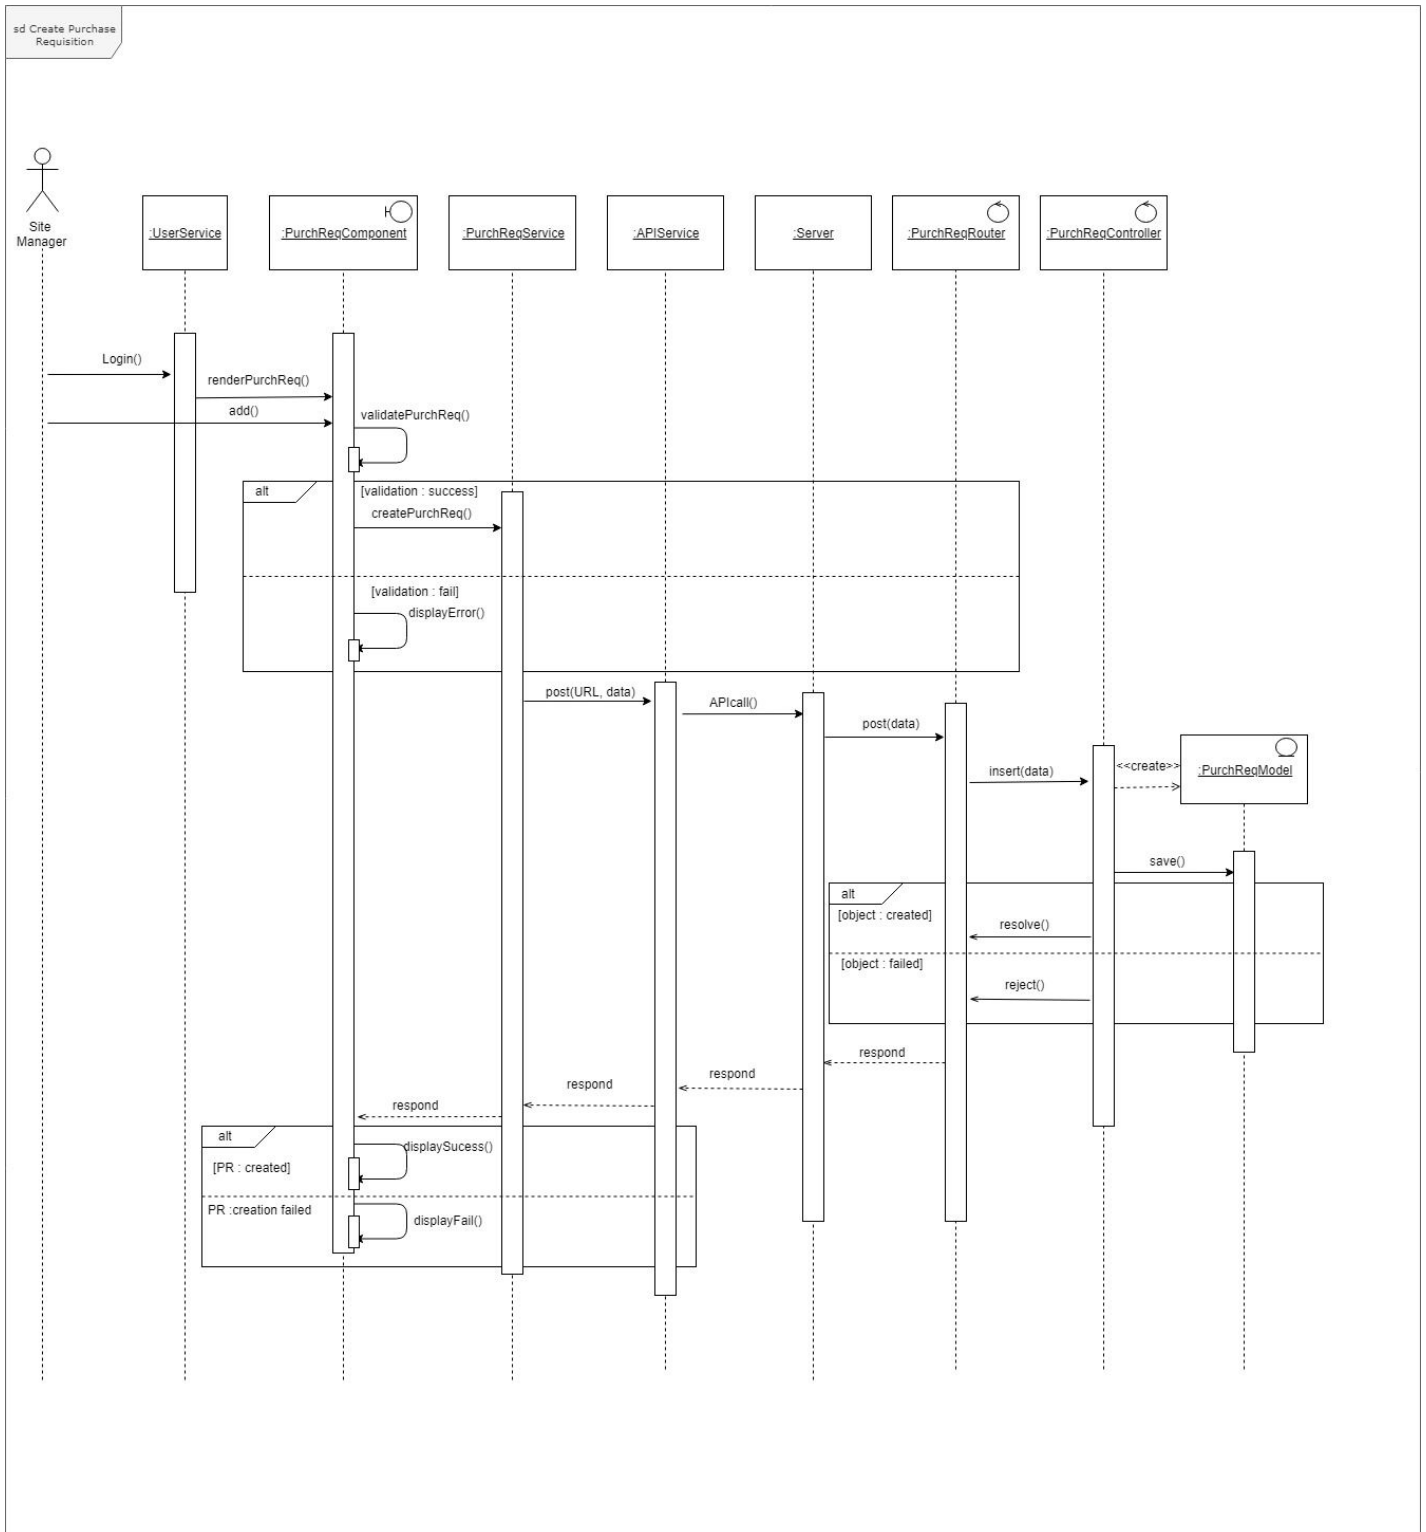 sd Create Purchase
Requisition
Site
Manager
:UserService
:PurchReqComponent
:PurchReqService
:APIService
:Server
:PurchReqRouter
:PurchReqController
Login()
renderPurchReq()
add()
validatePurchReq()
alt
[validation : success]
createPurchReq()
[validation : fail]
displayError()
post(URL, data)
APIcall()
post(data)
insert(data)
<<create>>
:PurchReqModel
save()
alt
[object : created]
resolve()
[object : failed]
reject()
respond
respond
respond
respond
alt
displaySucess()
[PR : created]
PR :creation failed
displayFail()